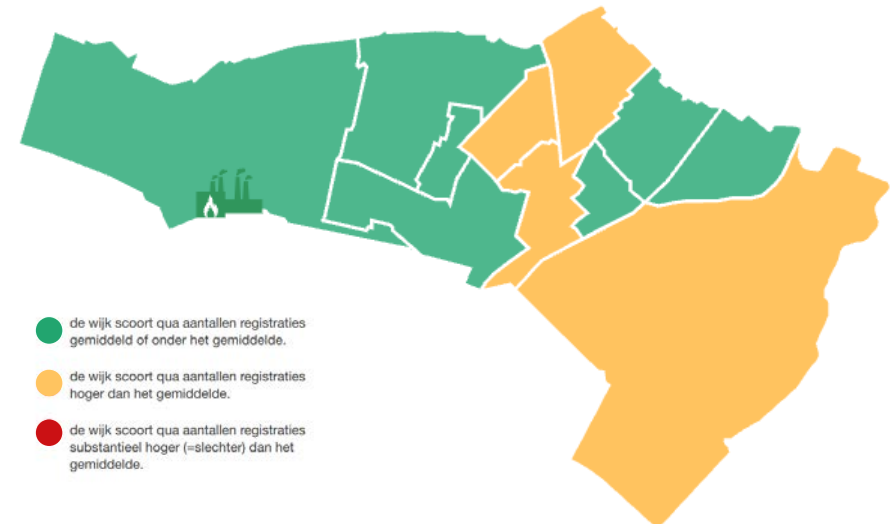 de wijk scoort qua aantallen registraties
gemiddeld of onder het gemiddelde.
de wijk scoort qua aantallen registraties
hoger dan het gemiddelde.
de wijk scoort qua aantallen registraties
substantieel hoger (=slechter) dan het
gemiddelde.